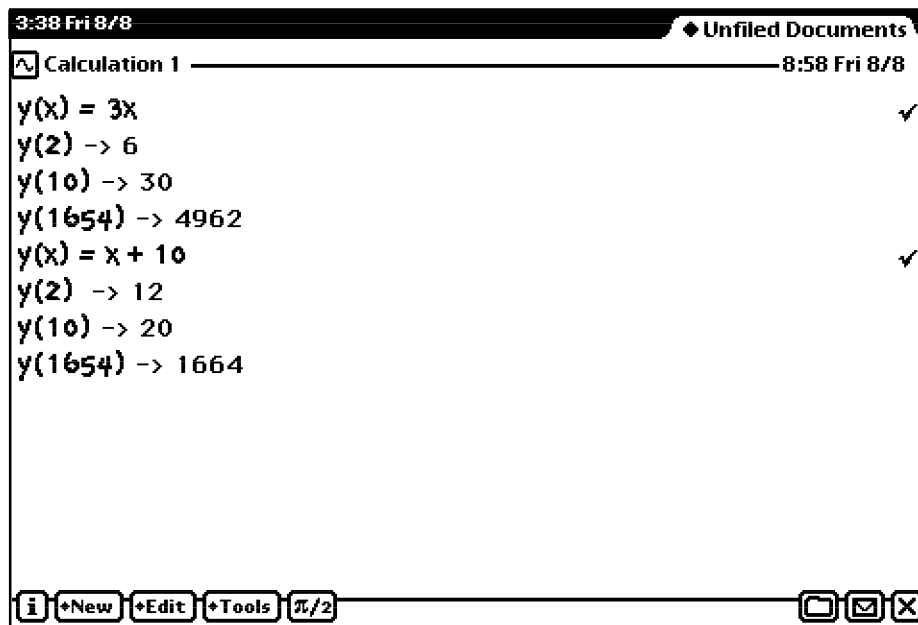 3:38 Fri 8/8
◆ Unfiled Documents
Calculation 1
8:58 Fri 8/8
y(x) = 3x ✓
y(2) -> 6
y(10) -> 30
y(1654) -> 4962
y(x) = x + 10 ✓
y(2) -> 12
y(10) -> 20
y(1654) -> 1664
i ◆New ◆Edit ◆Tools π/2 X